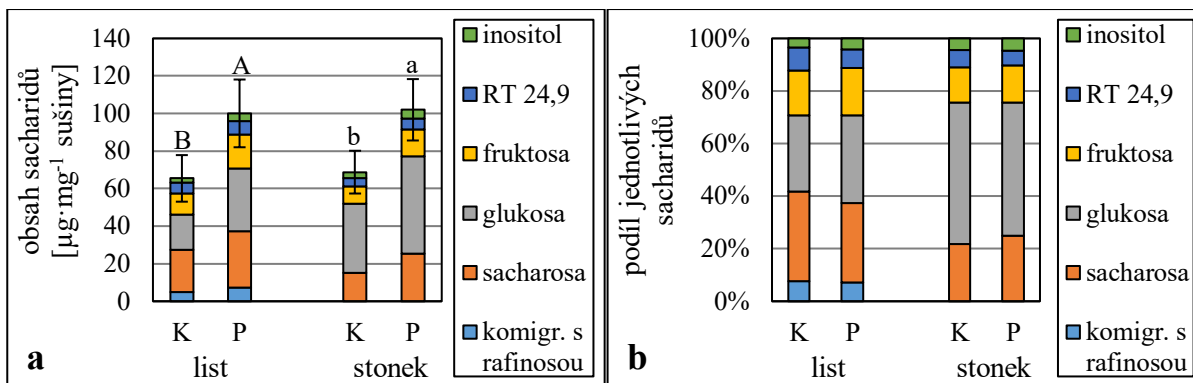 obsah sacharidů
[µg·mg⁻¹ sušiny]
140
120
100
80
60
40
20
0
B
A
b
a
K
P
K
P
list
stonek
a
inositol
RT 24,9
fruktosa
glukosa
sacharosa
komigr. s
rafinosou
podíl jednotlivých
sacharidů
100%
80%
60%
40%
20%
0%
K
P
K
P
list
stonek
b
inositol
RT 24,9
fruktosa
glukosa
sacharosa
komigr. s
rafinosou